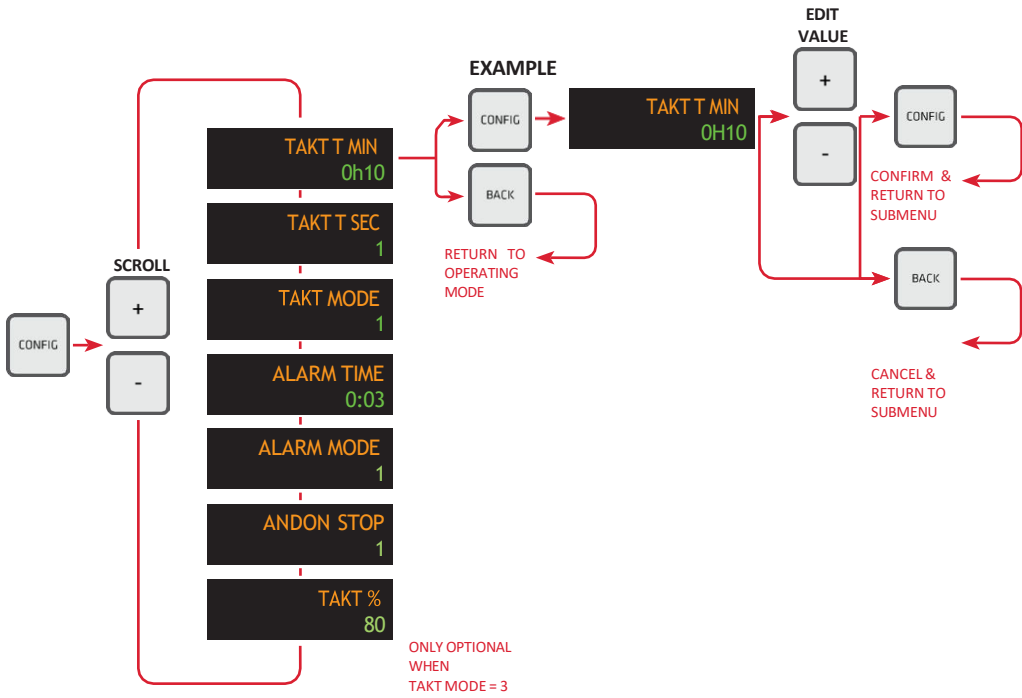 CONFIG
SCROLL
+
-
TAKT T MIN
0h10
TAKT T SEC
1
TAKT MODE
1
ALARM TIME
0:03
ALARM MODE
1
ANDON STOP
1
TAKT %
80
ONLY OPTIONAL
WHEN
TAKT MODE = 3
EXAMPLE
CONFIG
BACK
RETURN TO
OPERATING
MODE
TAKT T MIN
0H10
EDIT
VALUE
+
-
CONFIG
CONFIRM &
RETURN TO
SUBMENU
BACK
CANCEL &
RETURN TO
SUBMENU